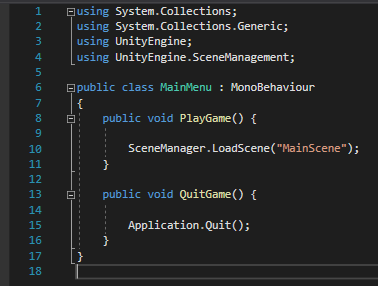 1 using System.Collections;
2 using System.Collections.Generic;
3 using UnityEngine;
4 using UnityEngine.SceneManagement;
5
6 public class MainMenu : MonoBehaviour
7 {
8 public void PlayGame() {
9
10 SceneManager.LoadScene("MainScene");
11 }
12
13 public void QuitGame() {
14
15 Application.Quit();
16 }
17 }
18